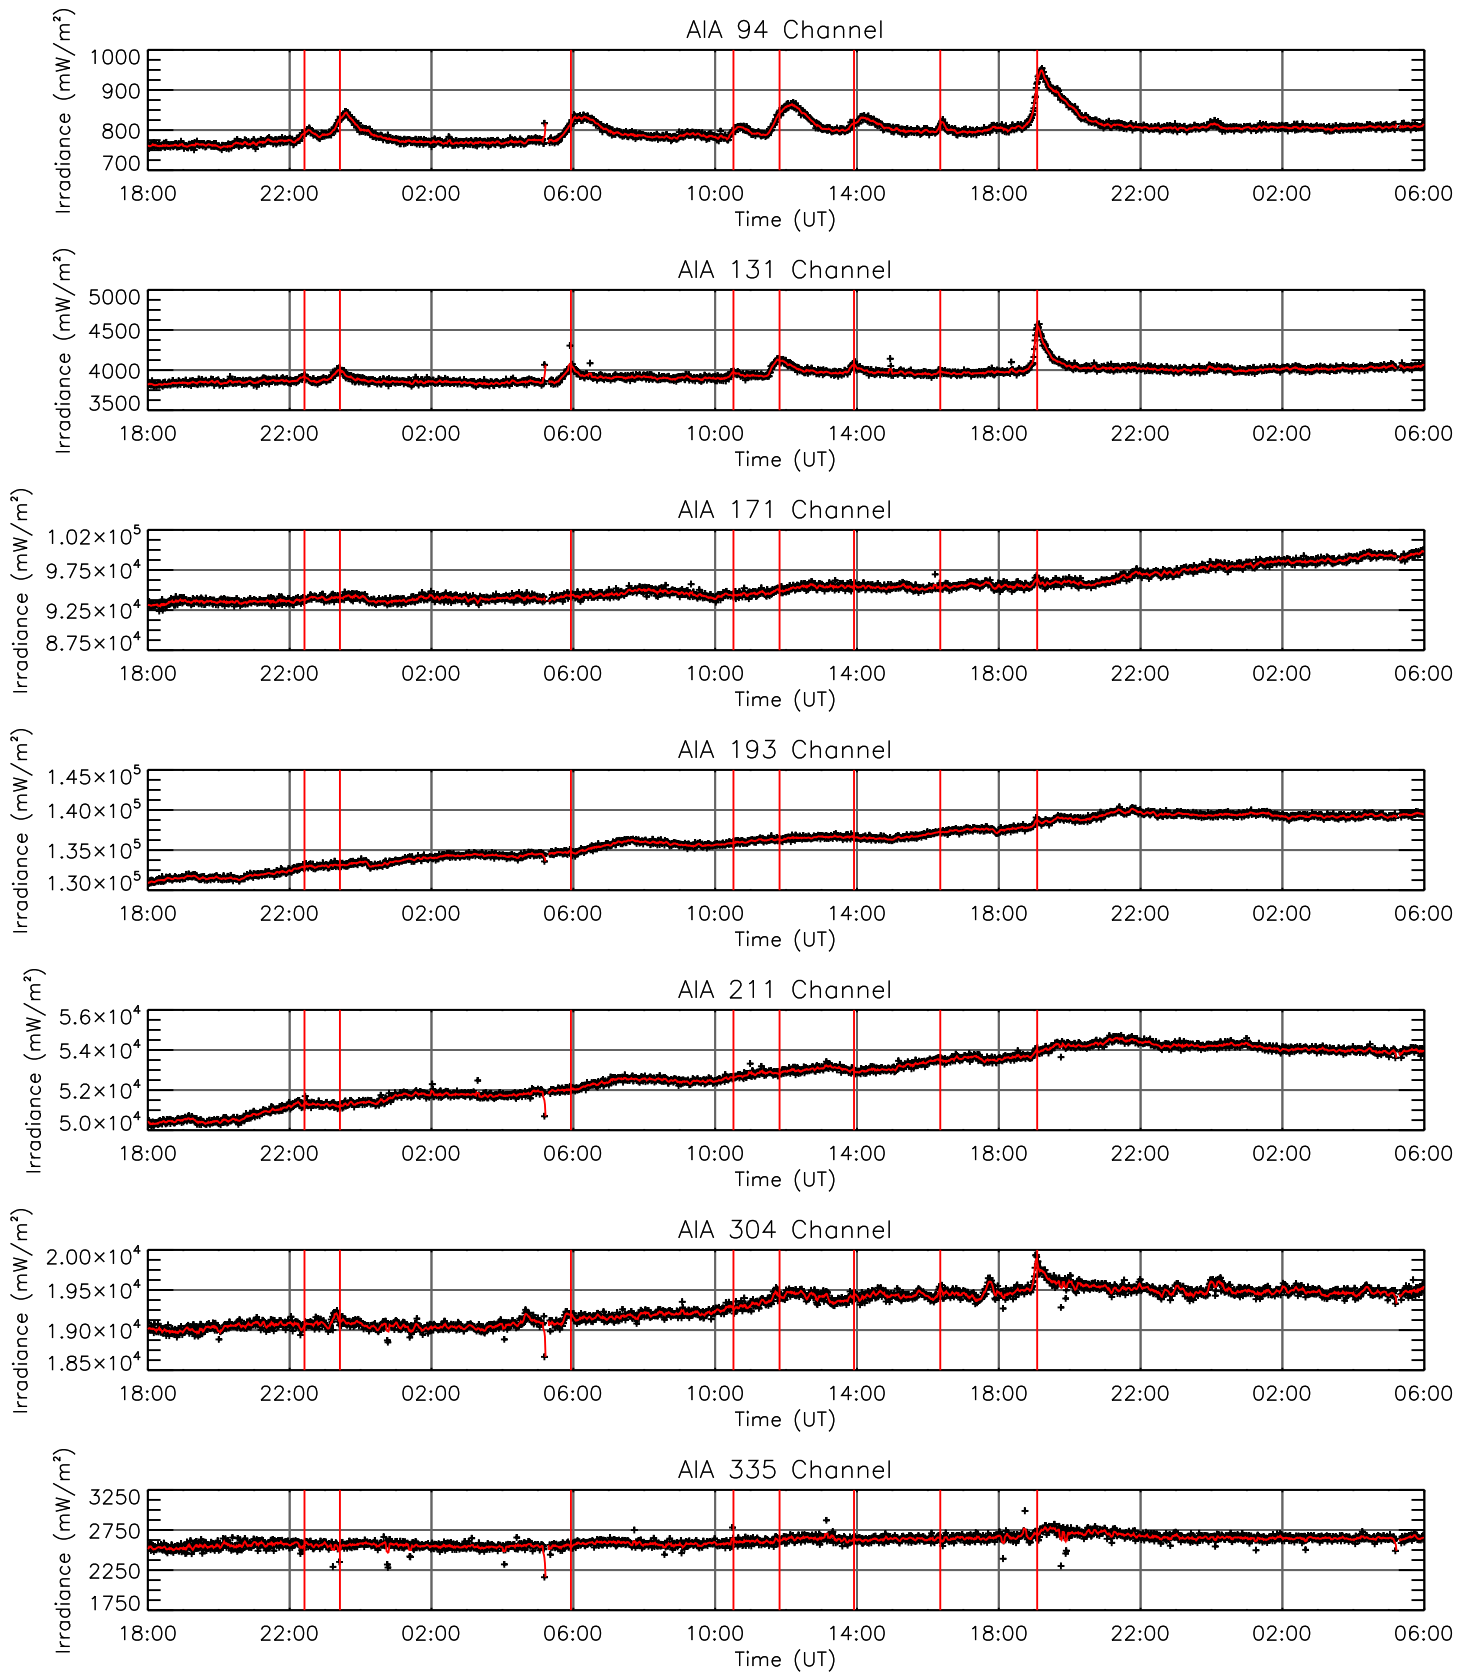 AIA 94 Channel
Irradiance (mW/m²)
1000
900
800
700
18:00 22:00 02:00 06:00 10:00 14:00 18:00 22:00 02:00 06:00
Time (UT)
AIA 131 Channel
Irradiance (mW/m²)
5000
4500
4000
3500
18:00 22:00 02:00 06:00 10:00 14:00 18:00 22:00 02:00 06:00
Time (UT)
AIA 171 Channel
Irradiance (mW/m²)
1.02×10⁵
9.75×10⁴
9.25×10⁴
8.75×10⁴
18:00 22:00 02:00 06:00 10:00 14:00 18:00 22:00 02:00 06:00
Time (UT)
AIA 193 Channel
Irradiance (mW/m²)
1.45×10⁵
1.40×10⁵
1.35×10⁵
1.30×10⁵
18:00 22:00 02:00 06:00 10:00 14:00 18:00 22:00 02:00 06:00
Time (UT)
AIA 211 Channel
Irradiance (mW/m²)
5.6×10⁴
5.4×10⁴
5.2×10⁴
5.0×10⁴
18:00 22:00 02:00 06:00 10:00 14:00 18:00 22:00 02:00 06:00
Time (UT)
AIA 304 Channel
Irradiance (mW/m²)
2.00×10⁴
1.95×10⁴
1.90×10⁴
1.85×10⁴
18:00 22:00 02:00 06:00 10:00 14:00 18:00 22:00 02:00 06:00
Time (UT)
AIA 335 Channel
Irradiance (mW/m²)
3250
2750
2250
1750
18:00 22:00 02:00 06:00 10:00 14:00 18:00 22:00 02:00 06:00
Time (UT)